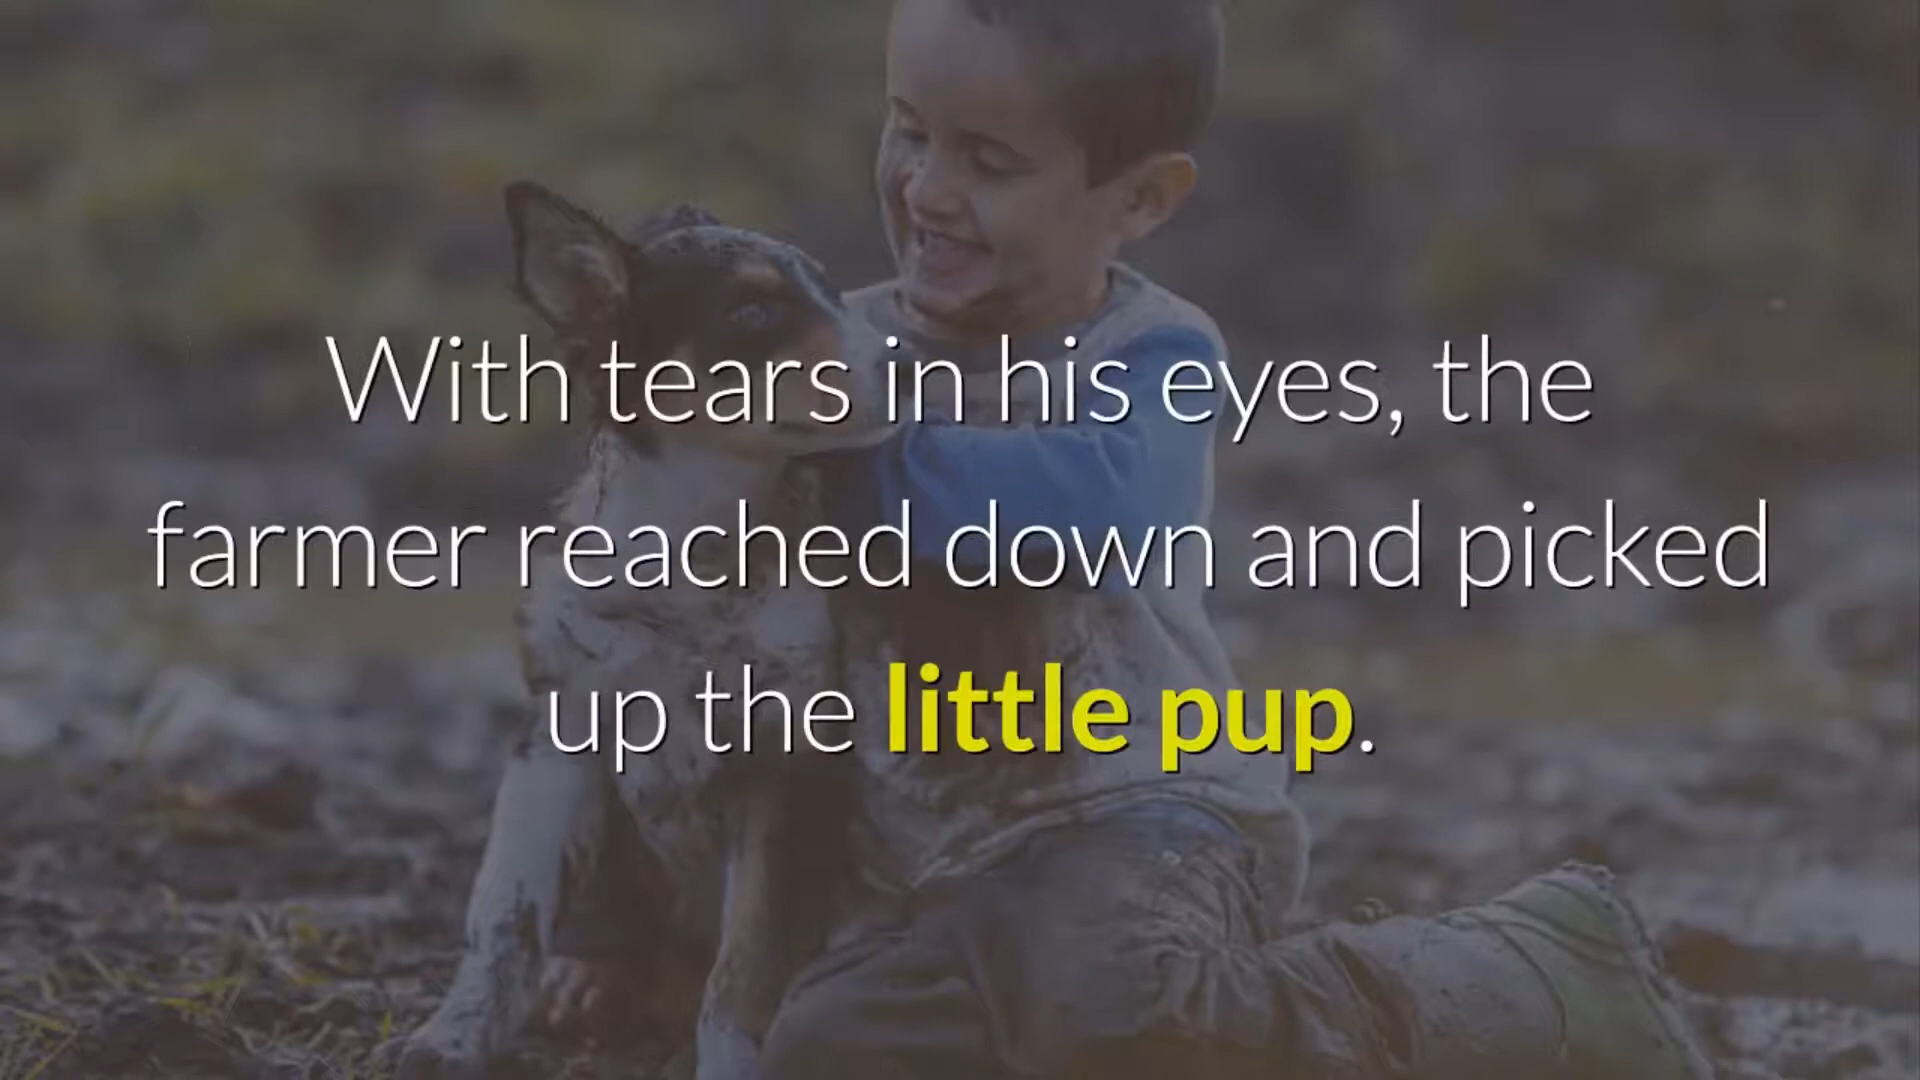 With tears in his eyes, the
farmer reached down and picked
up the little pup.